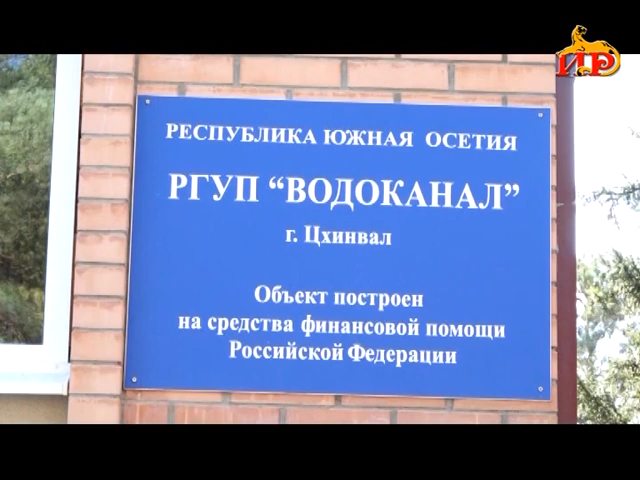 ИР
РЕСПУБЛИКА ЮЖНАЯ ОСЕТИЯ
РГУП “ВОДОКАНАЛ”
г. Цхинвал
Объект построен
на средства финансовой помощи
Российской Федерации